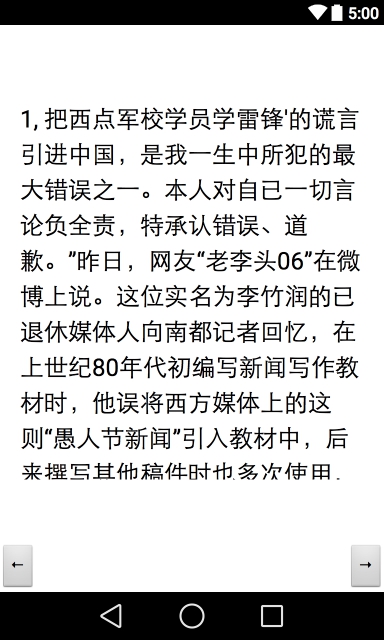 5:00
1, 把西点军校学员学雷锋'的谎言
引进中国，是我一生中所犯的最
大错误之一。本人对自已一切言
论负全责，特承认错误、道
歉。”昨日，网友“老李头06”在微
博上说。这位实名为李竹润的已
退休媒体人向南都记者回忆，在
上世纪80年代初编写新闻写作教
材时，他误将西方媒体上的这
则“愚人节新闻”引入教材中，后
来撰写其他稿件时也多次使用．
←
→